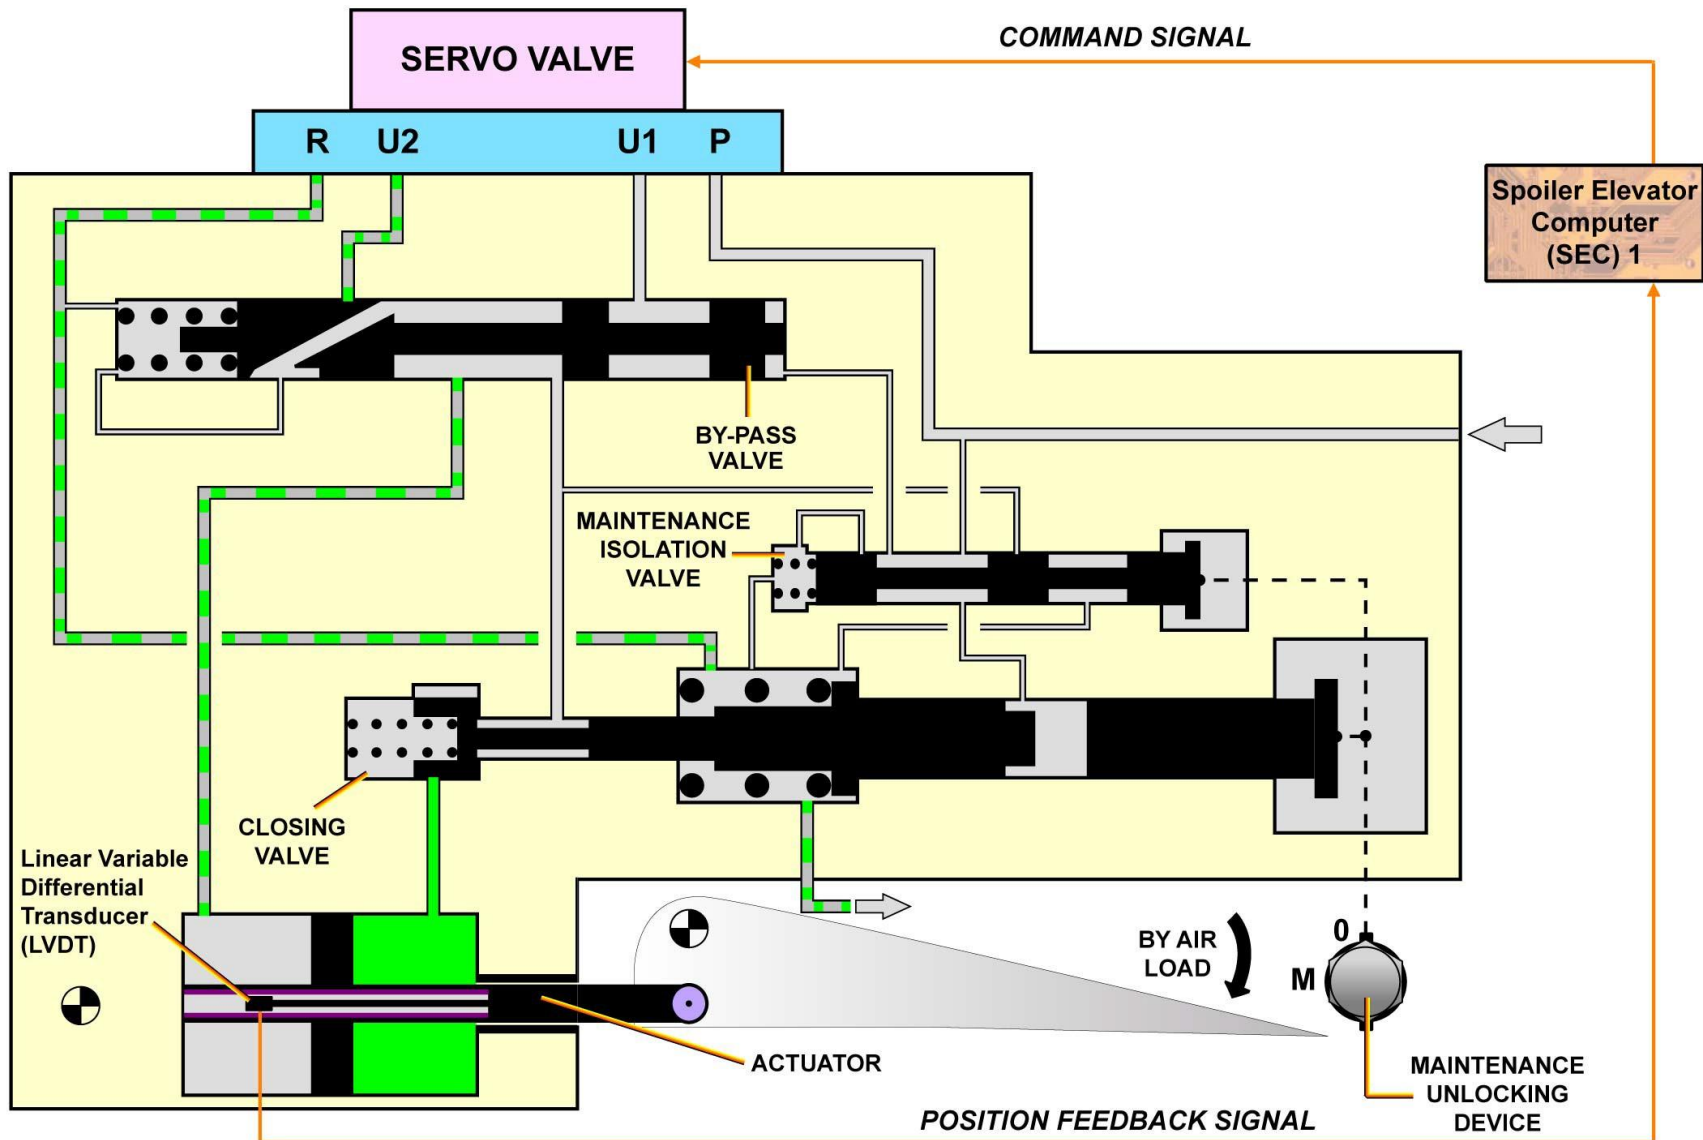 SERVO VALVE
COMMAND SIGNAL
R U2 U1 P
Spoiler Elevator
Computer
(SEC) 1
BY-PASS
VALVE
MAINTENANCE
ISOLATION
VALVE
CLOSING
VALVE
Linear Variable
Differential
Transducer
(LVDT)
BY AIR
LOAD
0
M
ACTUATOR
MAINTENANCE
UNLOCKING
DEVICE
POSITION FEEDBACK SIGNAL